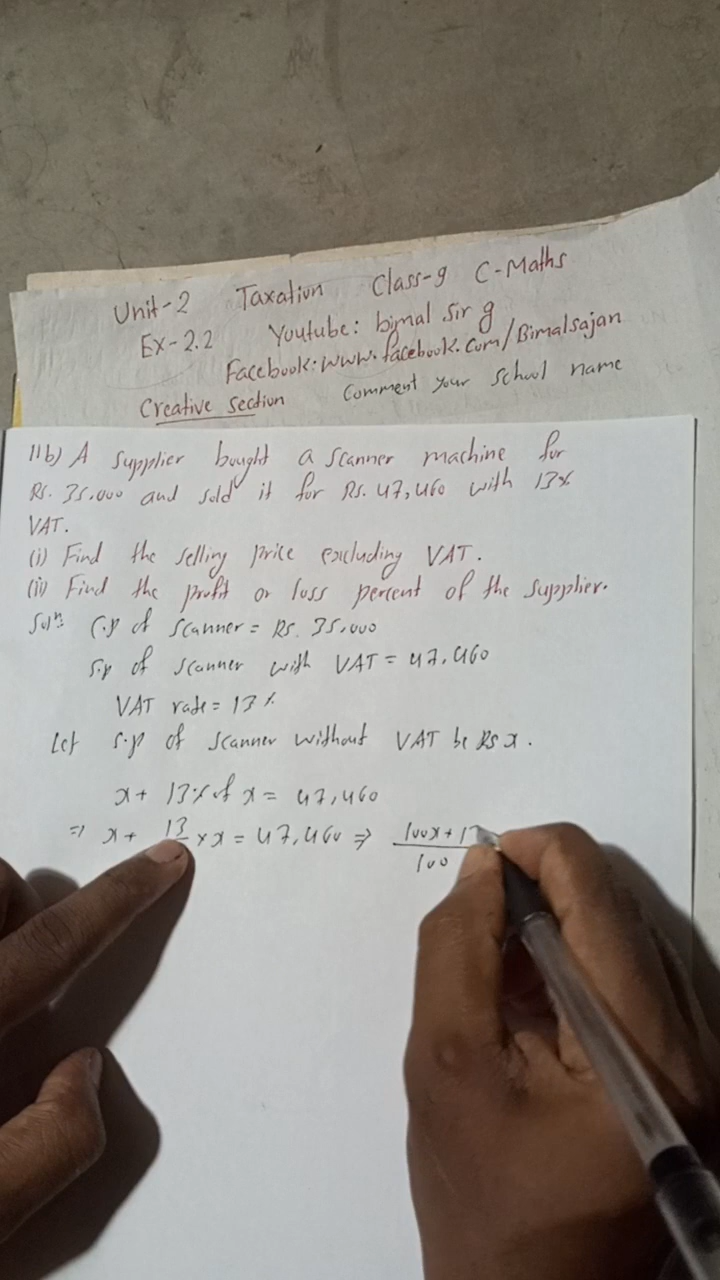 Unit-2 Taxation Class-9 C-Maths
Ex-2.2 Youtube: bimal sir g
Facebook:www.facebook.com/Bimalsajan
Creative section Comment your school name
11b) A supplier bought a scanner machine for
Rs. 35,000 and sold it for Rs. 47,460 with 13%
VAT.
(i) Find the selling price excluding VAT.
(ii) Find the profit or loss percent of the supplier.
Solⁿ: C.p of scanner = Rs. 35,000
S.p of scanner with VAT = 47,460
VAT rate = 13%
Let s.p of scanner without VAT be Rs x.
x + 13% of x = 47,460
⇒ x + 13/ × x = 47,460 ⇒ 100x + 1
100